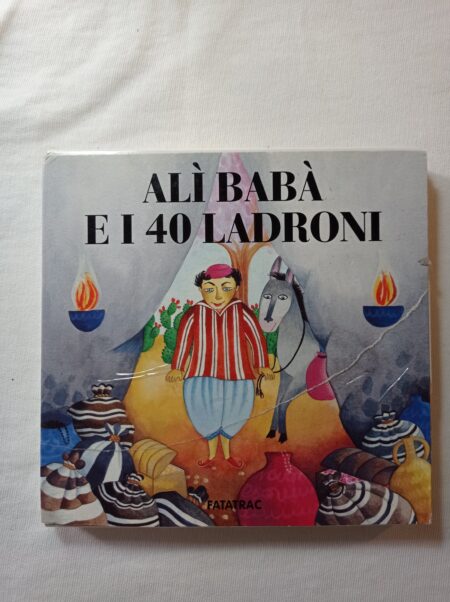 ALÌ BABÀ
E I 40 LADRONI
FATATRAC